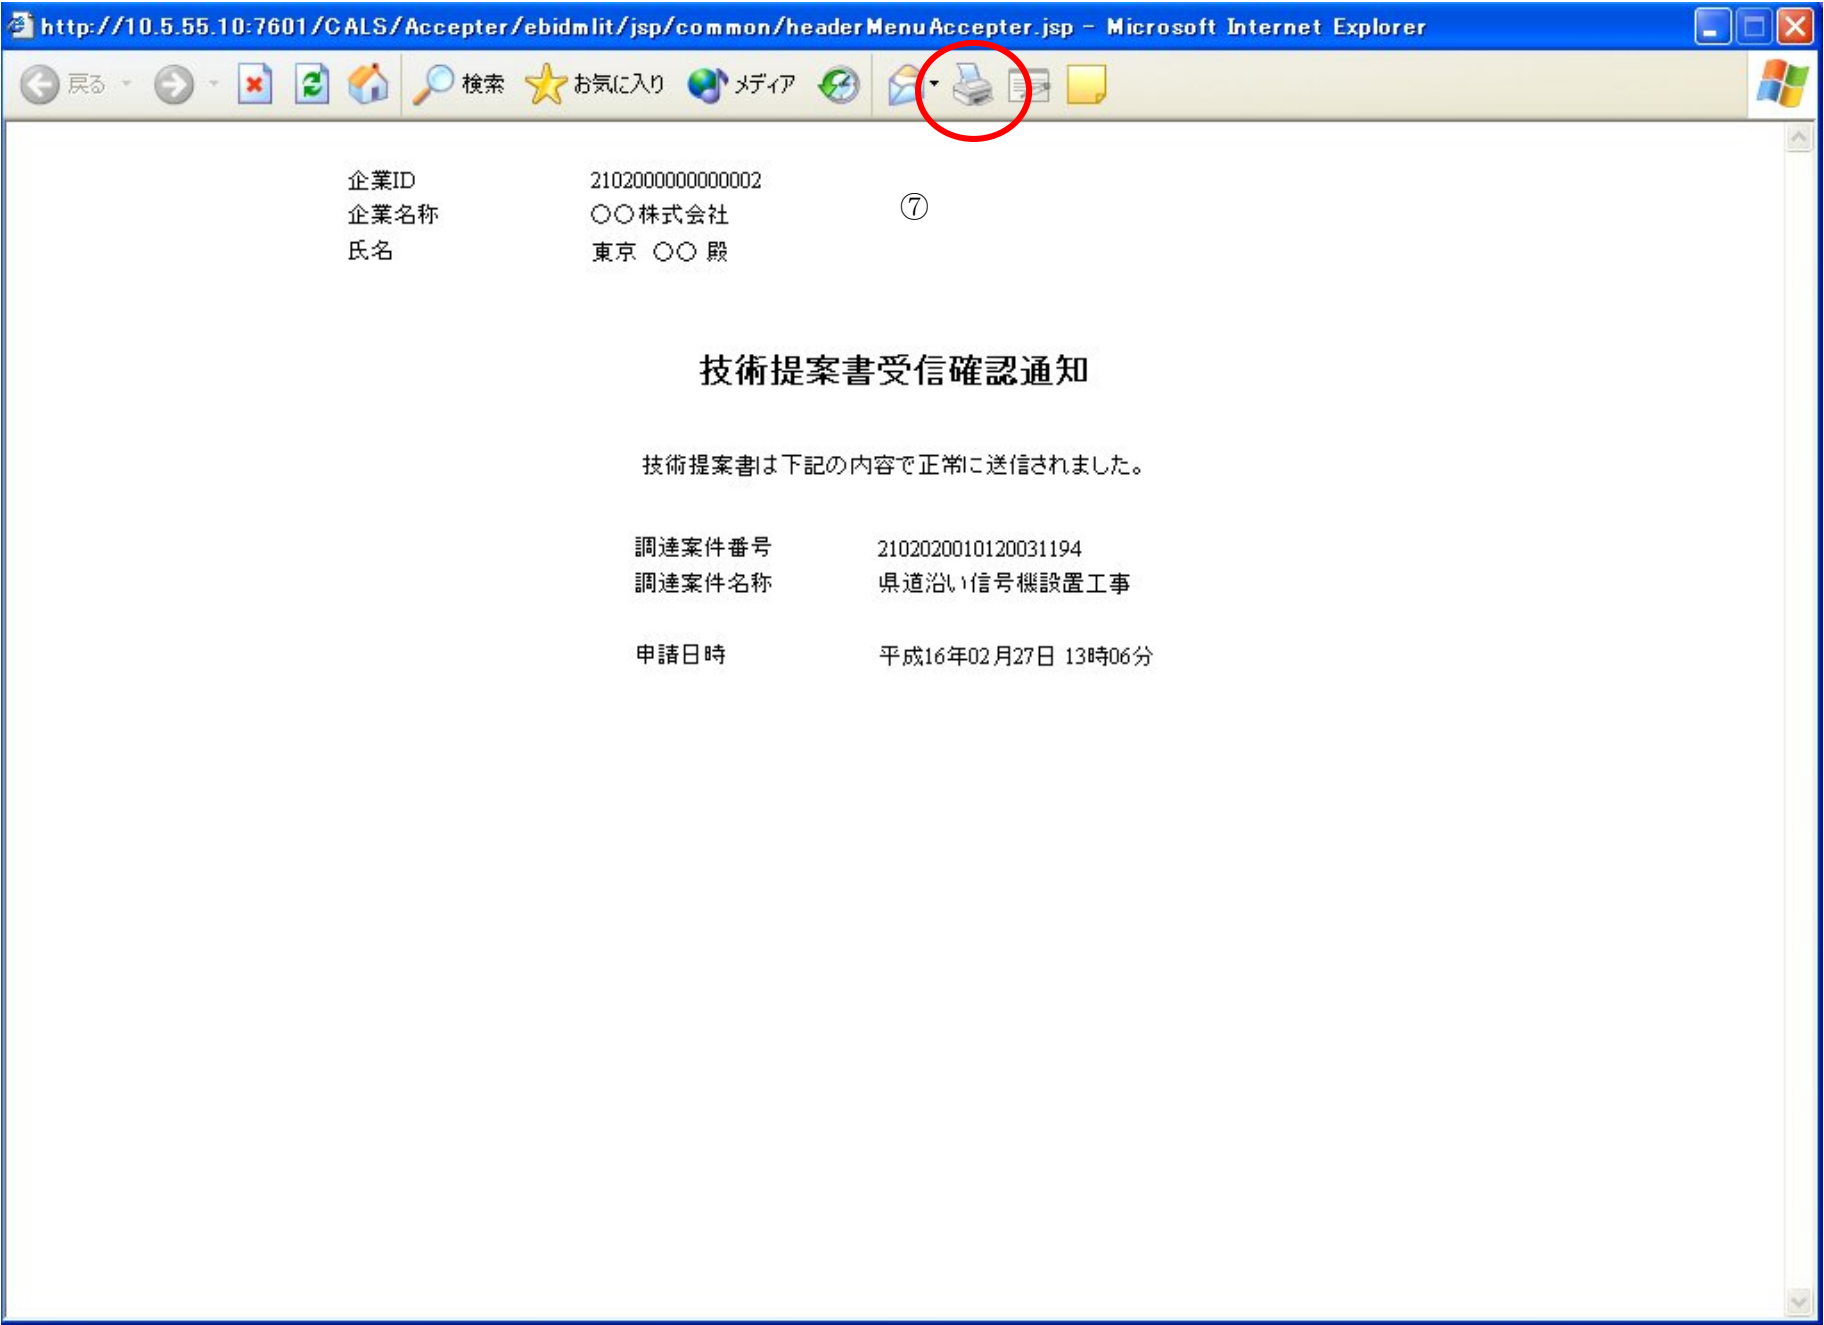 http://10.5.55.10:7601/CALS/Accepter/ebidmlit/jsp/common/headerMenuAccepter.jsp - Microsoft Internet Explorer
戻る 検索 お気に入り メディア
企業ID 2102000000000002
企業名称 〇〇株式会社 ⑦
氏名 東京 〇〇 殿
技術提案書受信確認通知
技術提案書は下記の内容で正常に送信されました。
調達案件番号 2102020010120031194
調達案件名称 県道沿い信号機設置工事
申請日時 平成16年02月27日 13時06分